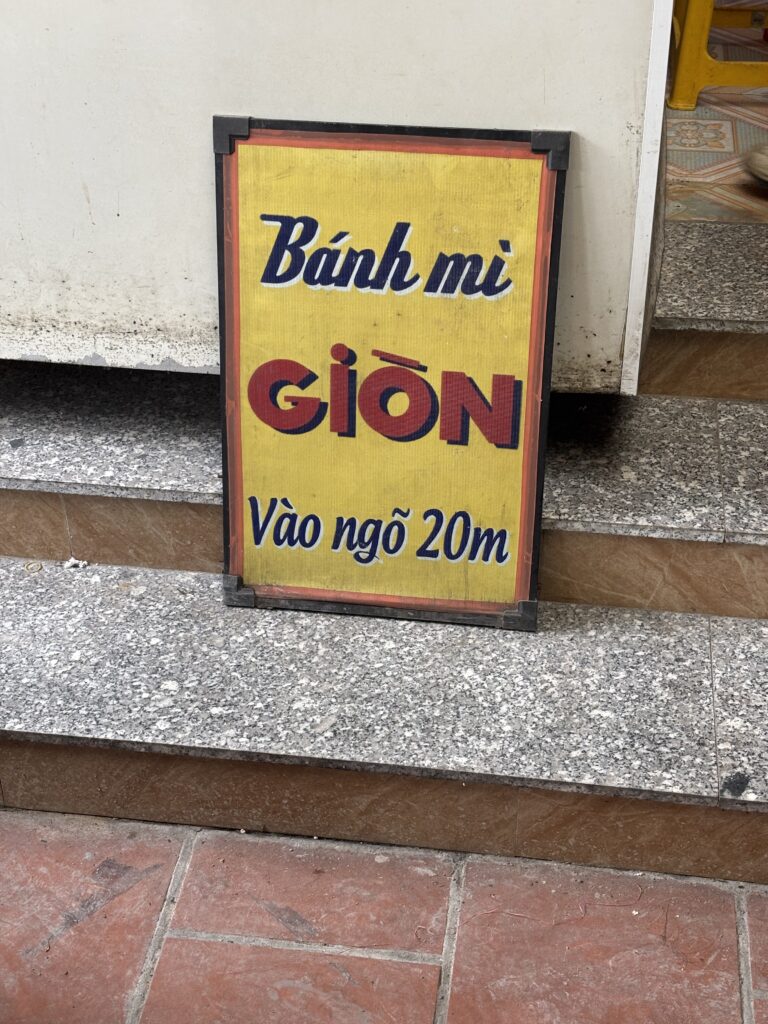 Bánh mì
GIÒN
Vào ngõ 20m